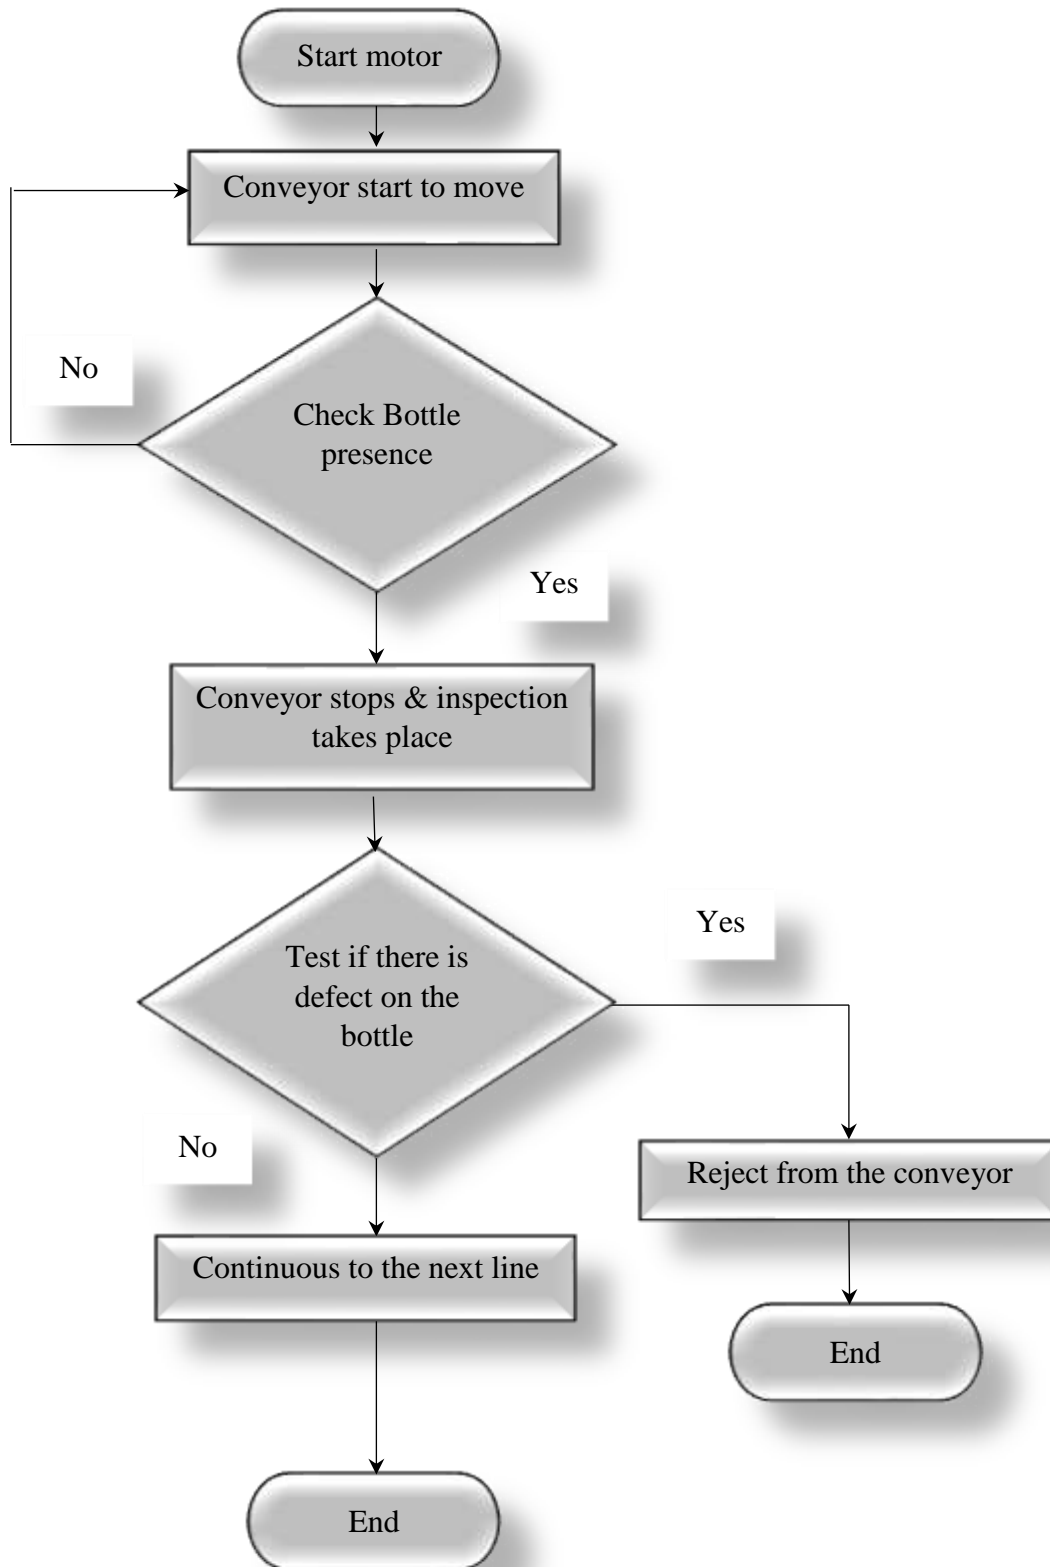 Start motor
Conveyor start to move
No
Check Bottle
presence
Yes
Conveyor stops & inspection
takes place
Yes
Test if there is
defect on the
bottle
No
Reject from the conveyor
Continuous to the next line
End
End